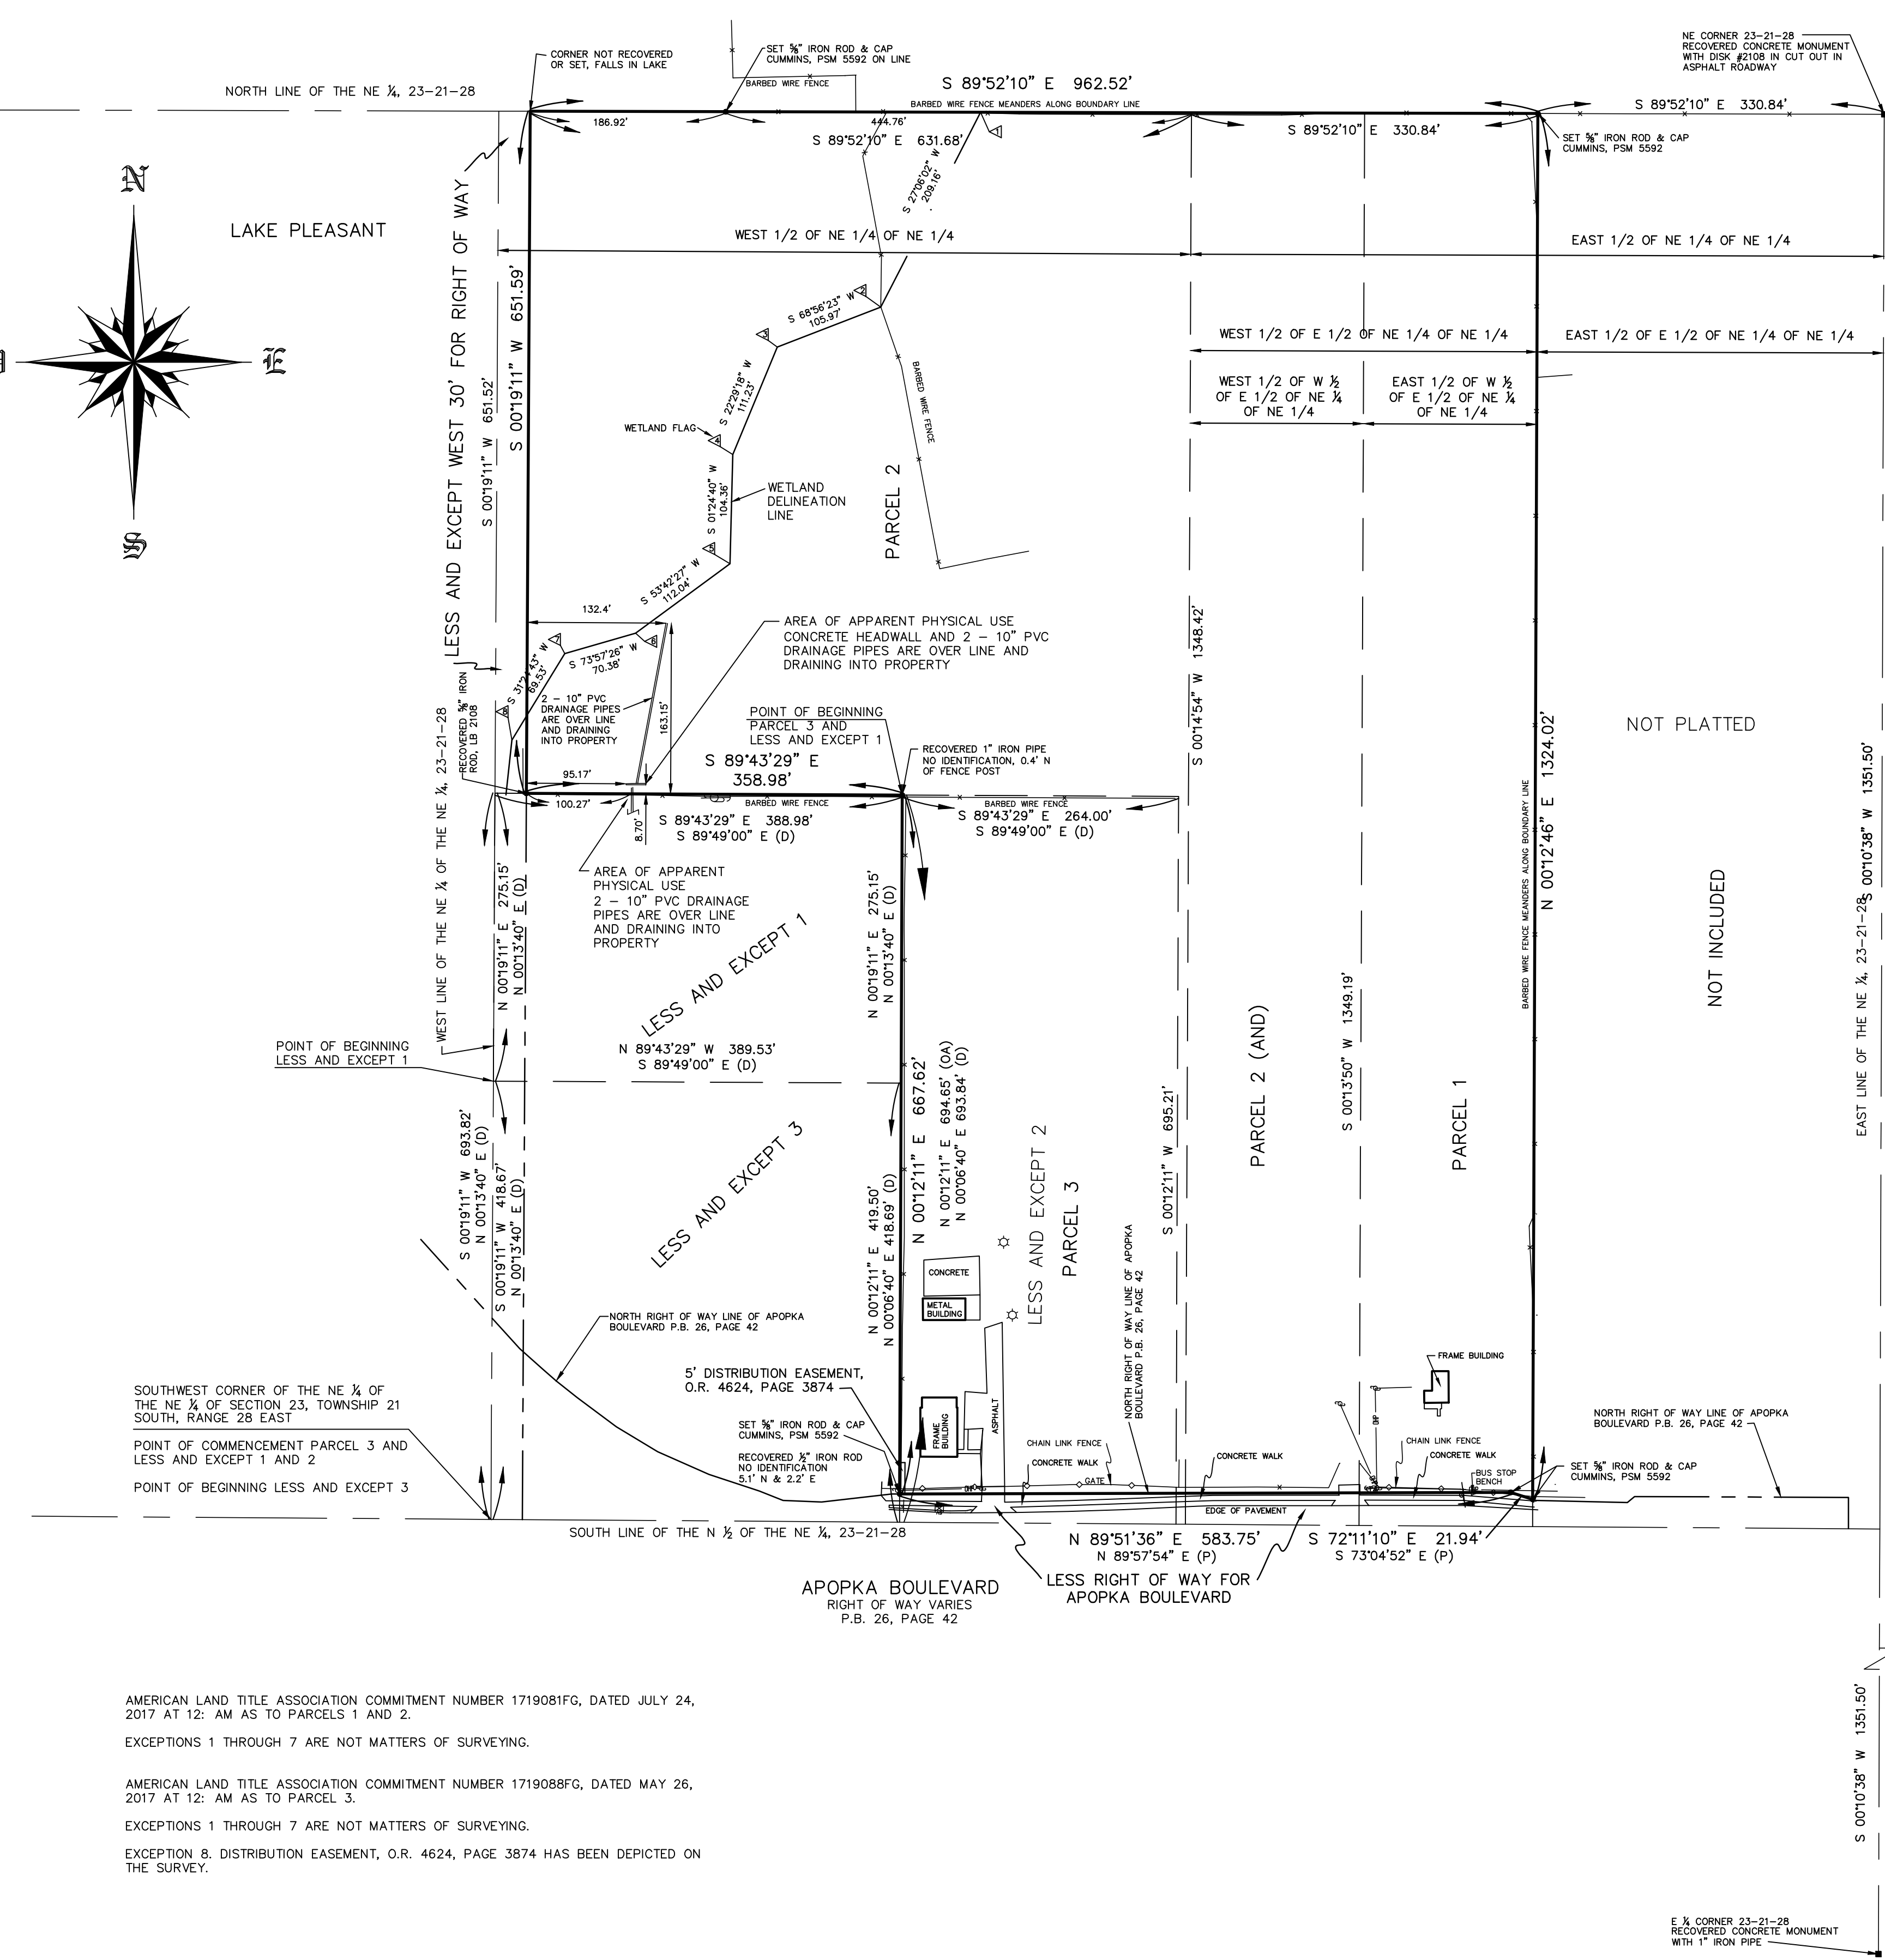 NE CORNER 23-21-28
RECOVERED CONCRETE MONUMENT
WITH DISK #2108 IN CUT OUT IN
ASPHALT ROADWAY
CORNER NOT RECOVERED
OR SET, FALLS IN LAKE
SET ⅝" IRON ROD & CAP
CUMMINS, PSM 5592 ON LINE
BARBED WIRE FENCE
S 89°52'10" E 962.52'
NORTH LINE OF THE NE ¼, 23-21-28
BARBED WIRE FENCE MEANDERS ALONG BOUNDARY LINE
S 89°52'10" E 330.84'
186.92'
444.76'
S 89°52'10" E 631.68'
1
S 89°52'10" E 330.84'
SET ⅝" IRON ROD & CAP
CUMMINS, PSM 5592
N
E
S
LAKE PLEASANT
LESS AND EXCEPT WEST 30' FOR RIGHT OF WAY
S 00°19'11" W 651.52'
S 00°19'11" W 651.59'
S 27°06'02" W
209.16'
WEST 1/2 OF NE 1/4 OF NE 1/4
EAST 1/2 OF NE 1/4 OF NE 1/4
2
S 68°56'23" W
105.97'
3
WEST 1/2 OF E 1/2 OF NE 1/4 OF NE 1/4
EAST 1/2 OF E 1/2 OF NE 1/4 OF NE 1/4
S 22°29'18" W
111.23'
BARBED WIRE FENCE
WEST 1/2 OF W ½
OF E 1/2 OF NE ¼
OF NE 1/4
EAST 1/2 OF W ½
OF E 1/2 OF NE ¼
OF NE 1/4
WETLAND FLAG
4
S 01°24'40" W
104.36'
WETLAND
DELINEATION
LINE
PARCEL 2
5
S 53°42'27" W
112.04'
132.4'
6
7
S 73°57'26" W
70.38'
69.53'
8
AREA OF APPARENT PHYSICAL USE
CONCRETE HEADWALL AND 2 - 10" PVC
DRAINAGE PIPES ARE OVER LINE AND
DRAINING INTO PROPERTY
S 00°14'54" W 1348.42'
2 - 10" PVC
DRAINAGE PIPES
ARE OVER LINE
AND DRAINING
INTO PROPERTY
163.15'
RECOVERED ⅝" IRON
ROD, LB 2108
POINT OF BEGINNING
PARCEL 3 AND
LESS AND EXCEPT 1
RECOVERED 1" IRON PIPE
NO IDENTIFICATION, 0.4' N
OF FENCE POST
NOT PLATTED
N 00°12'46" E 1324.02'
BARBED WIRE FENCE MEANDERS ALONG BOUNDARY LINE
S 00°10'38" W 1351.50'
S 89°43'29" E
358.98'
95.17'
100.27'
BARBED WIRE FENCE
BARBED WIRE FENCE
8.70'
S 89°43'29" E 388.98'
S 89°49'00" E (D)
S 89°43'29" E 264.00'
S 89°49'00" E (D)
WEST LINE OF THE NE ¼ OF THE NE ¼, 23-21-28
N 00°19'11" E 275.15'
N 00°13'40" E (D)
AREA OF APPARENT
PHYSICAL USE
2 - 10" PVC DRAINAGE
PIPES ARE OVER LINE
AND DRAINING INTO
PROPERTY
N 00°19'11" E 275.15'
N 00°13'40" E (D)
LESS AND EXCEPT 1
NOT INCLUDED
EAST LINE OF THE NE ¼, 23-21-28
POINT OF BEGINNING
LESS AND EXCEPT 1
N 89°43'29" W 389.53'
S 89°49'00" E (D)
N 00°12'11" E 667.62'
N 00°12'11" E 694.65' (OA)
N 00°06'40" E 693.84' (D)
S 00°13'50" W 1349.19'
PARCEL 2 (AND)
PARCEL 1
S 00°12'11" W 695.21'
S 00°19'11" W 693.82'
N 00°13'40" E (D)
S 00°19'11" W 418.67'
N 00°13'40" E (D)
LESS AND EXCEPT 3
N 00°12'11" E 419.50'
N 00°06'40" E 418.69' (D)
LESS AND EXCEPT 2
PARCEL 3
CONCRETE
METAL
BUILDING
NORTH RIGHT OF WAY LINE OF APOPKA
BOULEVARD P.B. 26, PAGE 42
NORTH RIGHT OF WAY LINE OF APOPKA
BOULEVARD P.B. 26, PAGE 42
FRAME BUILDING
5' DISTRIBUTION EASEMENT,
O.R. 4624, PAGE 3874
SOUTHWEST CORNER OF THE NE ¼ OF
THE NE ¼ OF SECTION 23, TOWNSHIP 21
SOUTH, RANGE 28 EAST
POINT OF COMMENCEMENT PARCEL 3 AND
LESS AND EXCEPT 1 AND 2
POINT OF BEGINNING LESS AND EXCEPT 3
SET ⅝" IRON ROD & CAP
CUMMINS, PSM 5592
RECOVERED ½" IRON ROD
NO IDENTIFICATION
5.1' N & 2.2' E
FRAME
BUILDING
ASPHALT
CHAIN LINK FENCE
CONCRETE WALK
GATE
CONCRETE WALK
OHP
CHAIN LINK FENCE
CONCRETE WALK
BUS STOP
BENCH
NORTH RIGHT OF WAY LINE OF APOPKA
BOULEVARD P.B. 26, PAGE 42
SET ⅝" IRON ROD & CAP
CUMMINS, PSM 5592
EDGE OF PAVEMENT
SOUTH LINE OF THE N ½ OF THE NE ¼, 23-21-28
N 89°51'36" E 583.75'
N 89°57'54" E (P)
S 72°11'10" E 21.94'
S 73°04'52" E (P)
APOPKA BOULEVARD
RIGHT OF WAY VARIES
P.B. 26, PAGE 42
LESS RIGHT OF WAY FOR
APOPKA BOULEVARD
AMERICAN LAND TITLE ASSOCIATION COMMITMENT NUMBER 1719081FG, DATED JULY 24,
2017 AT 12: AM AS TO PARCELS 1 AND 2.
EXCEPTIONS 1 THROUGH 7 ARE NOT MATTERS OF SURVEYING.
AMERICAN LAND TITLE ASSOCIATION COMMITMENT NUMBER 1719088FG, DATED MAY 26,
2017 AT 12: AM AS TO PARCEL 3.
EXCEPTIONS 1 THROUGH 7 ARE NOT MATTERS OF SURVEYING.
EXCEPTION 8. DISTRIBUTION EASEMENT, O.R. 4624, PAGE 3874 HAS BEEN DEPICTED ON
THE SURVEY.
S 00°10'38" W 1351.50'
E ¼ CORNER 23-21-28
RECOVERED CONCRETE MONUMENT
WITH 1" IRON PIPE